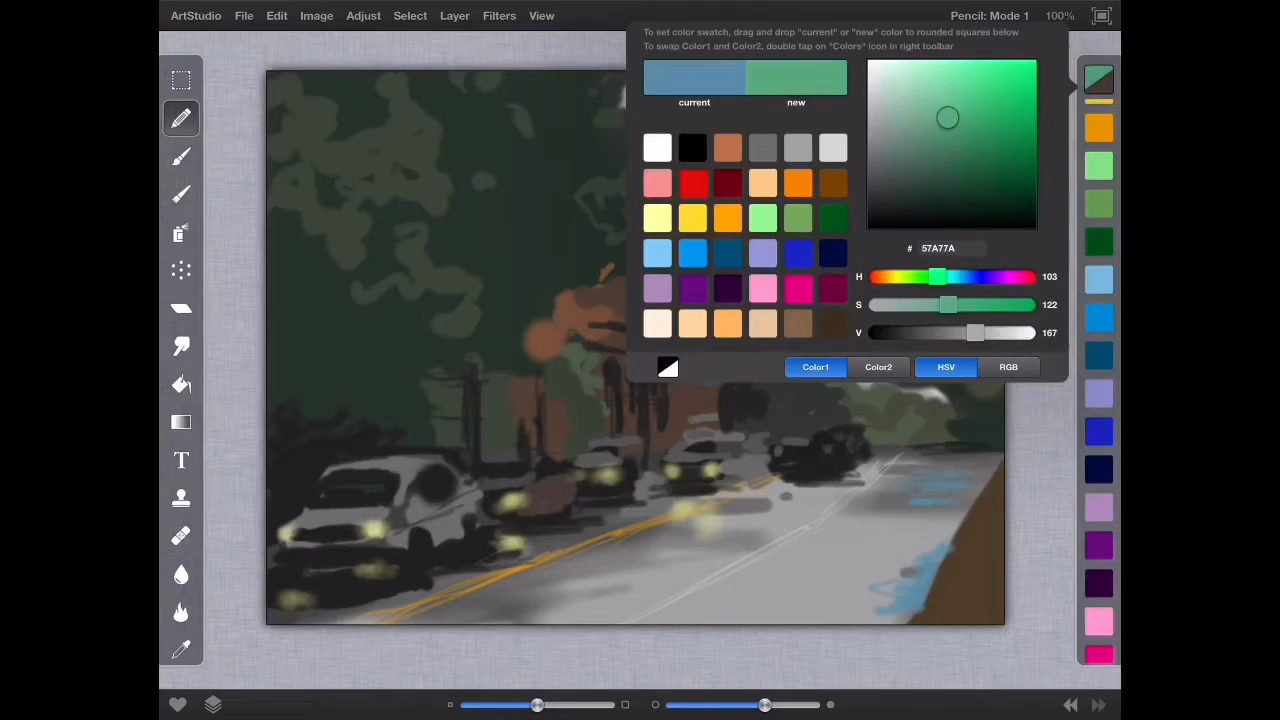 ArtStudio File Edit Image Adjust Select Layer Filters View Pencil: Mode 1 100%
To set color swatch, drag and drop "current" or "new" color to rounded squares below
To swap Color1 and Color2, double tap on "Colors" icon in right toolbar
current new
# 57A77A
H 103
S 122
V 167
Color1 Color2 HSV RGB
T